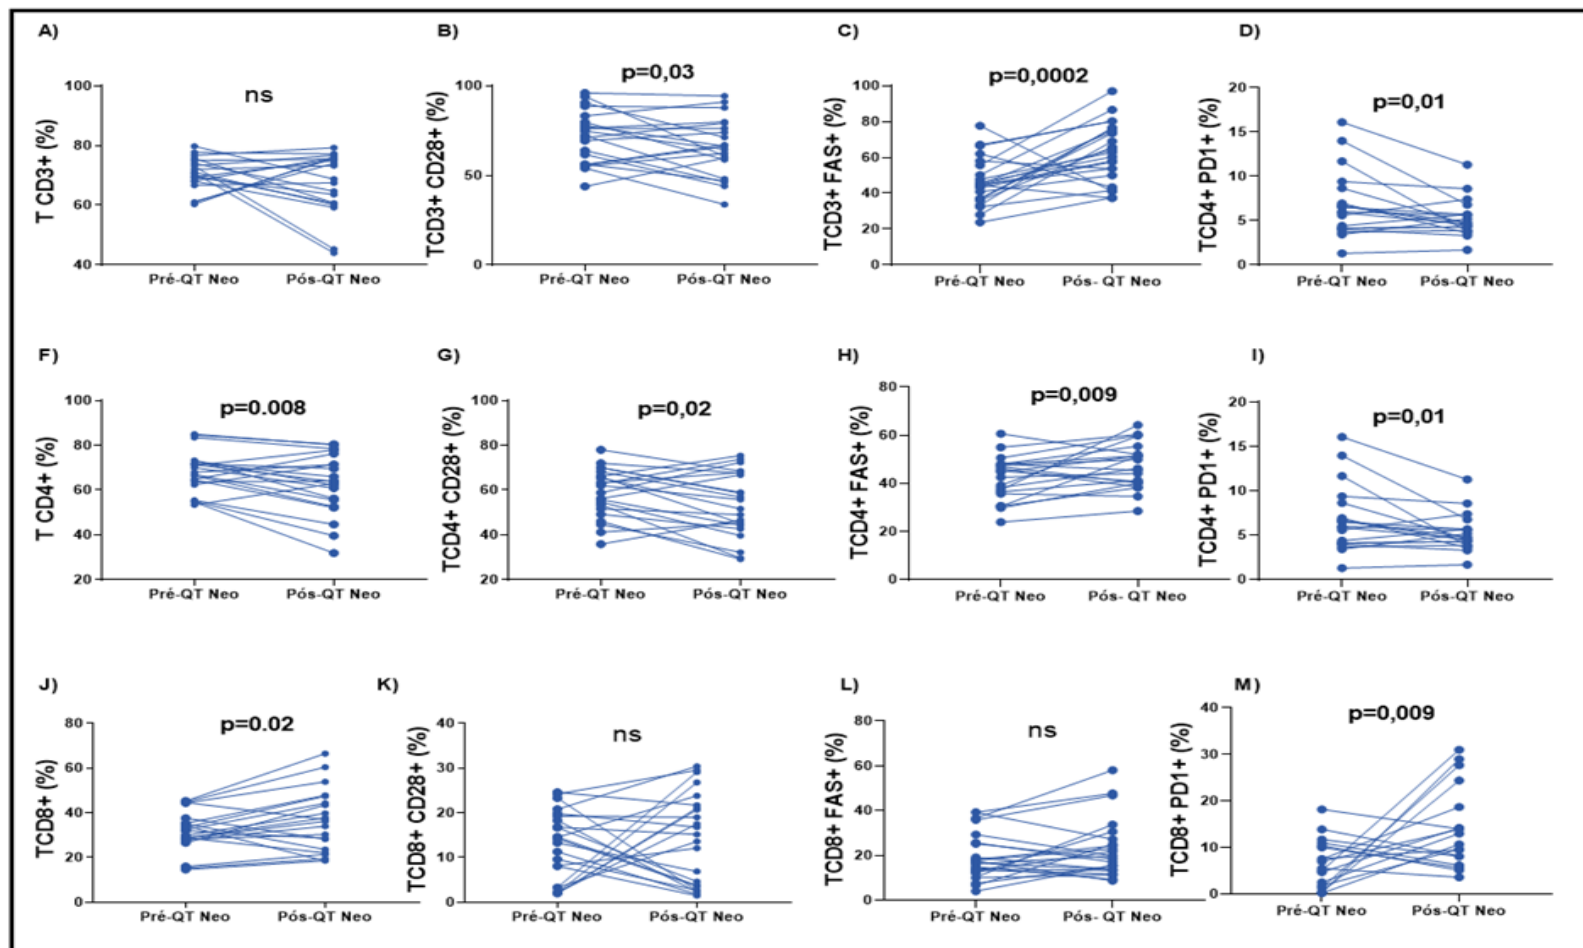 A)
B)
C)
D)
ns
p=0,03
p=0,0002
p=0,01
T CD3+ (%)
100
80
60
40
Pré-QT Neo Pós-QT Neo
TCD3+ CD28+ (%)
100
50
0
Pré-QT Neo Pós-QT Neo
TCD3+ FAS+ (%)
100
80
60
40
20
0
Pré-QT Neo Pós- QT Neo
TCD4+ PD1+ (%)
20
15
10
5
0
Pré-QT Neo Pós-QT Neo
F)
G)
H)
I)
p=0.008
p=0,02
p=0,009
p=0,01
T CD4+ (%)
100
80
60
40
20
Pré-QT Neo Pós-QT Neo
TCD4+ CD28+ (%)
100
80
60
40
20
Pré-QT Neo Pós-QT Neo
TCD4+ FAS+ (%)
80
60
40
20
0
Pré-QT Neo Pós- QT Neo
TCD4+ PD1+ (%)
20
15
10
5
0
Pré-QT Neo Pós-QT Neo
J)
K)
L)
M)
p=0.02
ns
ns
p=0,009
TCD8+ (%)
80
60
40
20
0
Pré-QT Neo Pós-QT Neo
TCD8+ CD28+ (%)
40
30
20
10
0
Pré-QT Neo Pós-QT Neo
TCD8+ FAS+ (%)
80
60
40
20
0
Pré-QT Neo Pós- QT Neo
TCD8+ PD1+ (%)
40
30
20
10
0
Pré-QT Neo Pós-QT Neo